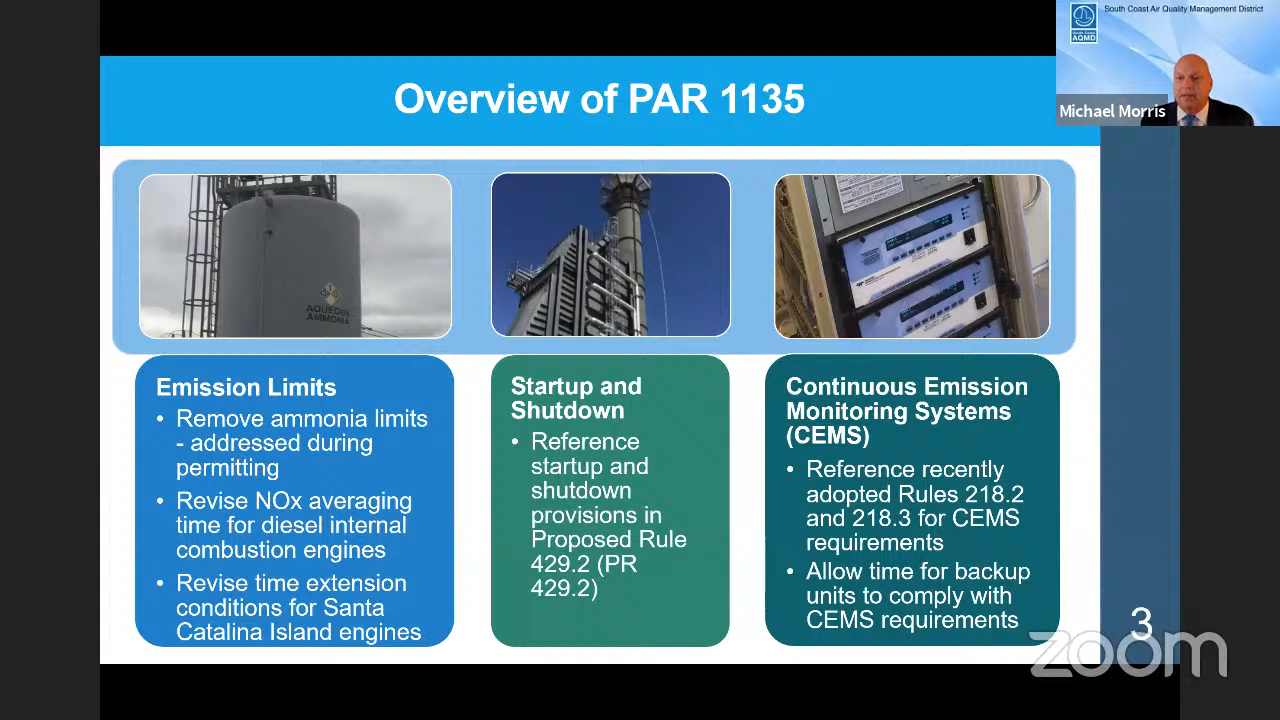 South Coast Air Quality Management District
South Coast
AQMD
Michael Morris
Overview of PAR 1135
AQUEOUS
AMMONIA
Emission Limits
• Remove ammonia limits
- addressed during
permitting
• Revise NOx averaging
time for diesel internal
combustion engines
• Revise time extension
conditions for Santa
Catalina Island engines
Startup and
Shutdown
• Reference
startup and
shutdown
provisions in
Proposed Rule
429.2 (PR
429.2)
Continuous Emission
Monitoring Systems
(CEMS)
• Reference recently
adopted Rules 218.2
and 218.3 for CEMS
requirements
• Allow time for backup
units to comply with
CEMS requirements
3
zoom